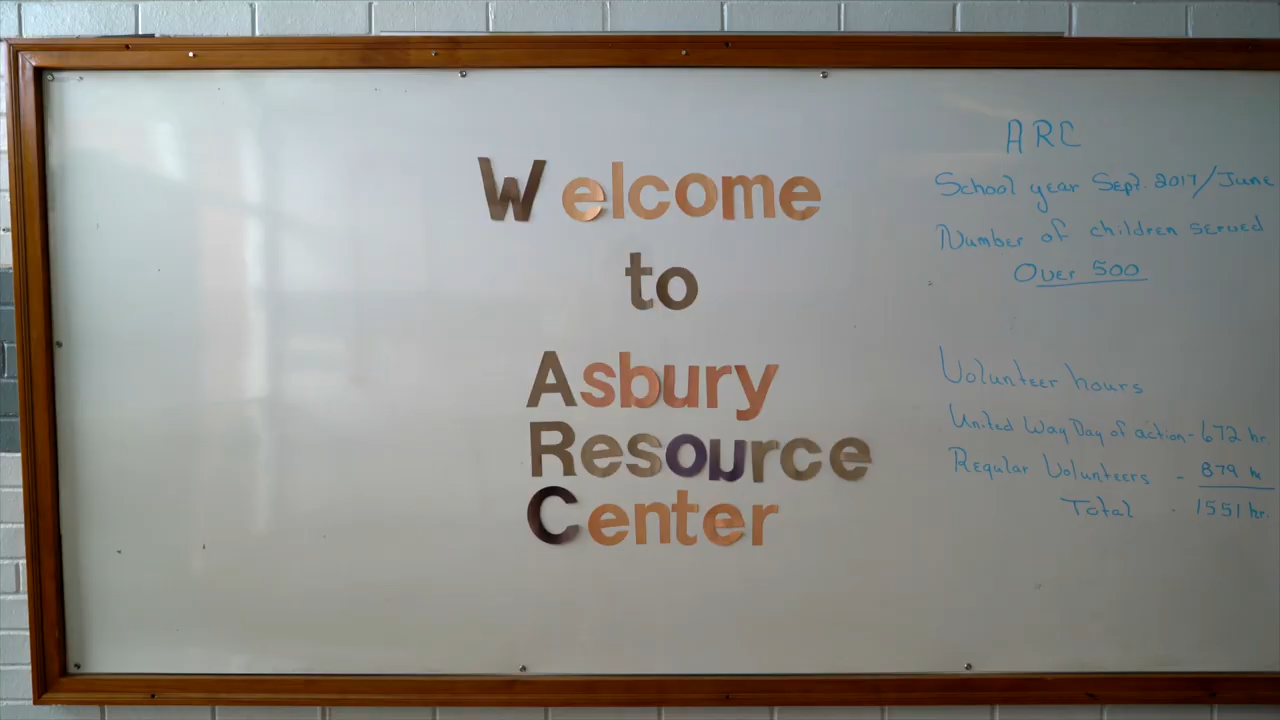 Welcome
to
Asbury
Resource
Center
ARC
School year Sept. 2017/June
Number of children served
Over 500
Volunteer hours
United Way Day of action - 672 hr.
Regular Volunteers - 879 hr
Total - 1551 hr.